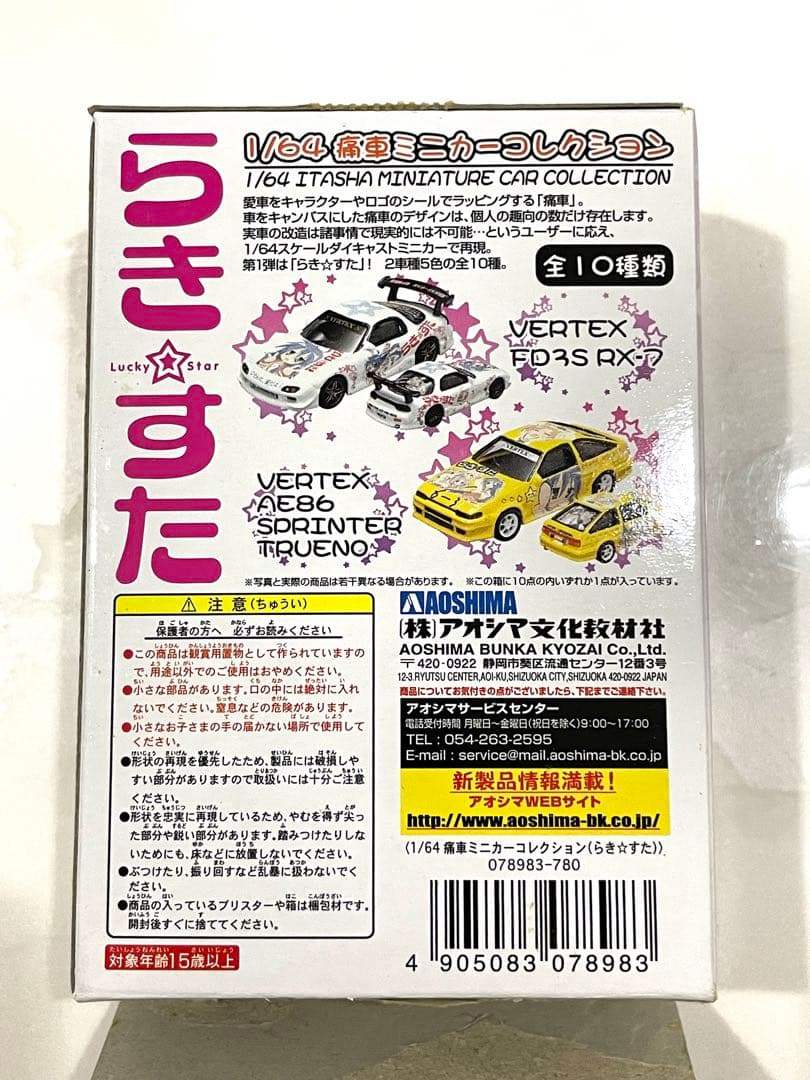 らき☆すた
Lucky Star
1/64 痛車ミニカーコレクション
1/64 ITASHA MINIATURE CAR COLLECTION
愛車をキャラクターやロゴのシールでラッピングする「痛車」。
車をキャンバスにした痛車のデザインは、個人の趣向の数だけ存在します。
実車の改造は諸事情で現実的には不可能…というユーザーに応え、
1/64スケールダイキャストミニカーで再現。
第1弾は「らき☆すた」! 2車種5色の全10種。
全10種類
VERTEX
FD3S RX-7
VERTEX
AE86
SPRINTER
TRUENO
※写真と実際の商品は若干異なる場合があります。 ※この箱に10点の内いずれか1点が入っています。
⚠ 注意(ちゅうい)
保護者の方へ 必ずお読みください
●この商品は観賞用置物として作られていますの
で、用途以外でのご使用はおやめください。
●小さな部品があります。口の中には絶対に入れ
ないでください。窒息などの危険があります。
●小さなお子さまの手の届かない場所で使用して
ください。
●形状の再現を優先したため、製品には破損しや
すい部分がありますので取扱いには十分ご注意
ください。
●形状を忠実に再現しているため、やむを得ず尖っ
た部分や鋭い部分があります。踏みつけたりしな
いためにも、床などに放置しないでください。
●ぶつけたり、振り回すなど乱暴に扱わないでく
ださい。
●商品の入っているブリスターや箱は梱包材です。
開封後すぐに捨ててください。
対象年齢15歳以上
AOSHIMA
(株)アオシマ文化教材社
AOSHIMA BUNKA KYOZAI Co.,Ltd.
〒420-0922 静岡市葵区流通センター12番3号
12-3.RYUTSU CENTER,AOI-KU,SHIZUOKA CITY, SHIZUOKA 420-0922 JAPAN
商品についてお気付きの点がございましたら、下記までご連絡下さい。
アオシマサービスセンター
電話受付時間 月曜日~金曜日(祝日を除く)9:00~17:00
TEL : 054-263-2595
E-mail : service@mail.aoshima-bk.co.jp
新製品情報満載!
アオシマWEBサイト
http://www.aoshima-bk.co.jp/
(1/64 痛車ミニカーコレクション(らき☆すた))
078983-780
4 905083 078983